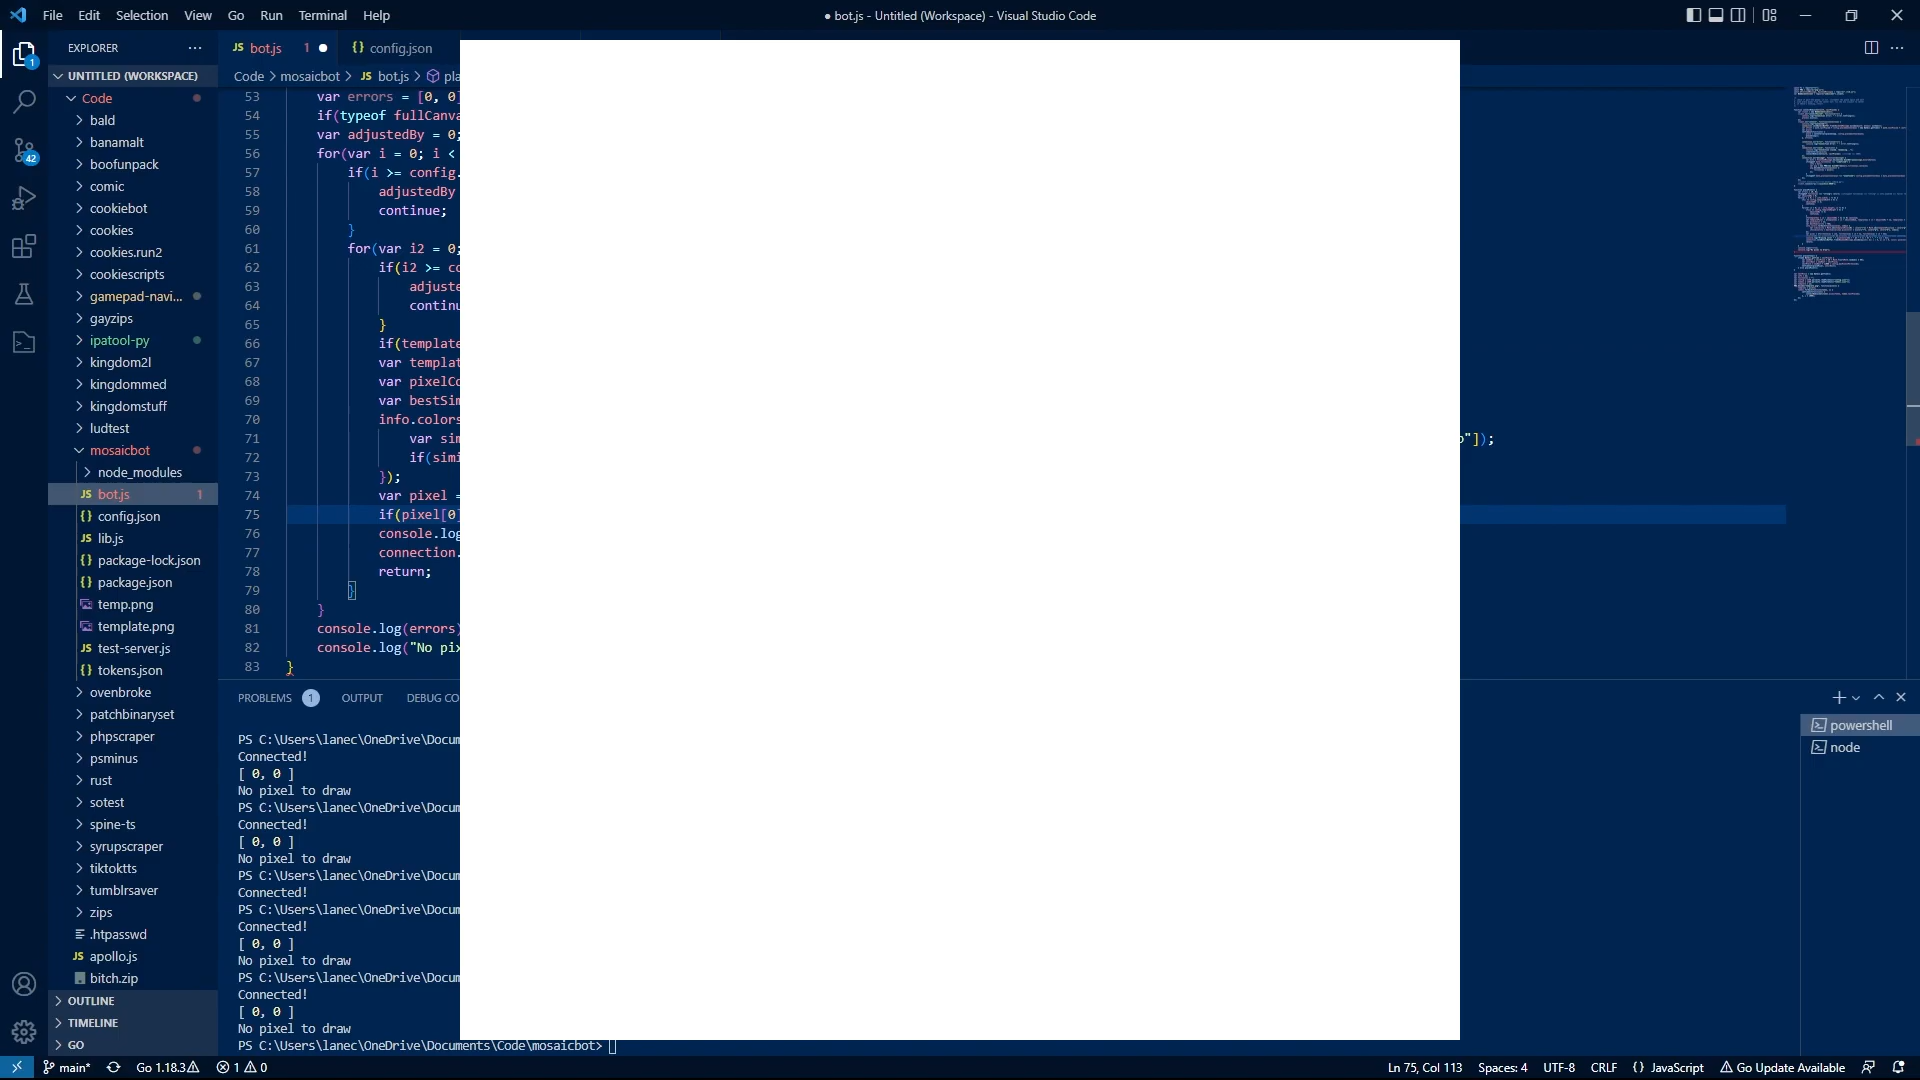 File Edit Selection View Go Run Terminal Help
● bot.js - Untitled (Workspace) - Visual Studio Code
EXPLORER ···
JS bot.js 1 ●
{} config.json
UNTITLED (WORKSPACE)
Code > mosaicbot > JS bot.js > pla
Code
bald
banamalt
boofunpack
comic
cookiebot
cookies
cookies.run2
cookiescripts
gamepad-navi...
gayzips
ipatool-py
kingdom2l
kingdommed
kingdomstuff
ludtest
mosaicbot
node_modules
JS bot.js 1
{} config.json
JS lib.js
{} package-lock.json
{} package.json
temp.png
template.png
JS test-server.js
{} tokens.json
ovenbroke
patchbinaryset
phpscraper
psminus
rust
sotest
spine-ts
syrupscraper
tiktoktts
tumblrsaver
zips
.htpasswd
JS apollo.js
bitch.zip
OUTLINE
TIMELINE
GO
1
42
53 var errors = [0, 0]
54 if(typeof fullCanva
55 var adjustedBy = 0;
56 for(var i = 0; i <
57 if(i >= config.
58 adjustedBy
59 continue;
60 }
61 for(var i2 = 0;
62 if(i2 >= co
63 adjuste
64 continu
65 }
66 if(template
67 var templat
68 var pixelCo
69 var bestSim
70 info.colors
71 var sim "]);
72 if(simi
73 });
74 var pixel =
75 if(pixel[0]
76 console.log
77 connection.
78 return;
79 }
80 }
81 console.log(errors)
82 console.log("No pix
83 }
PROBLEMS 1 OUTPUT DEBUG CO
PS C:\Users\lanec\OneDrive\Docum
Connected!
[ 0, 0 ]
No pixel to draw
PS C:\Users\lanec\OneDrive\Docum
Connected!
[ 0, 0 ]
No pixel to draw
PS C:\Users\lanec\OneDrive\Docum
Connected!
PS C:\Users\lanec\OneDrive\Docum
Connected!
[ 0, 0 ]
No pixel to draw
PS C:\Users\lanec\OneDrive\Docum
Connected!
[ 0, 0 ]
No pixel to draw
PS C:\Users\lanec\OneDrive\Documents\Code\mosaicbot>
powershell
node
main* Go 1.18.3 1 0
Ln 75, Col 113 Spaces: 4 UTF-8 CRLF {} JavaScript Go Update Available